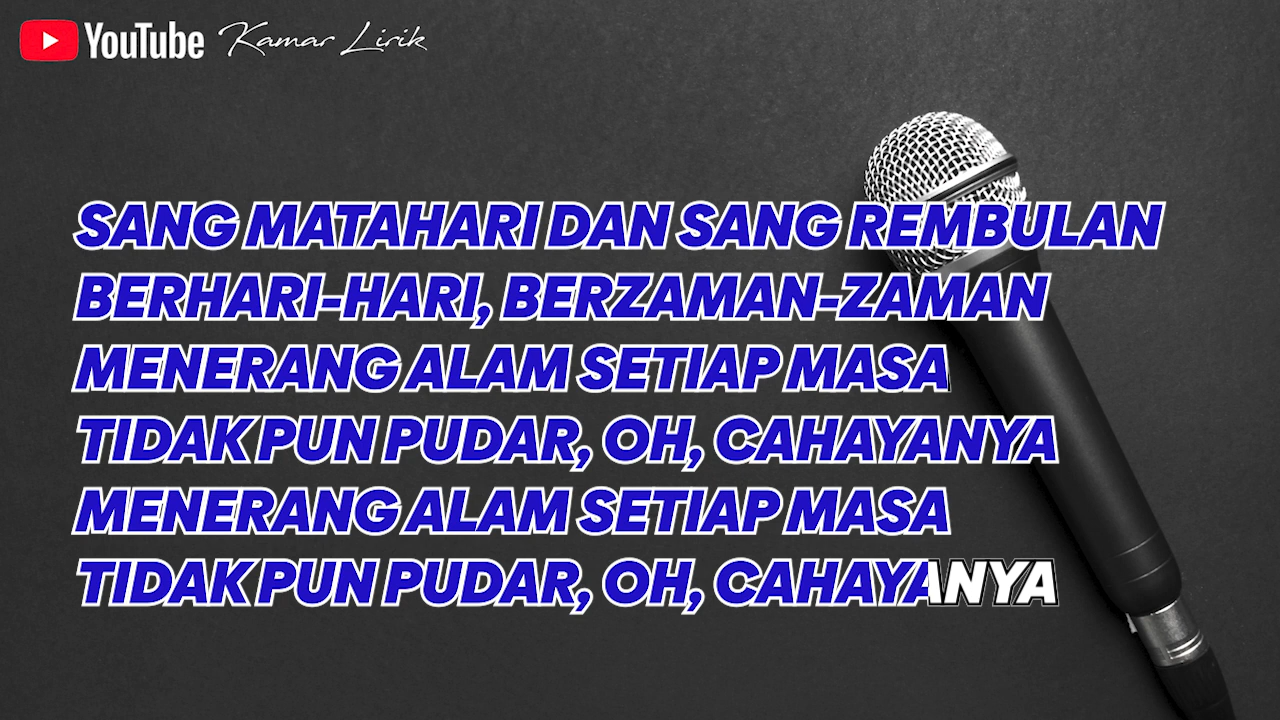 YouTube Kamar Lirik
SANG MATAHARI DAN SANG REMBULAN
BERHARI-HARI, BERZAMAN-ZAMAN
MENERANG ALAM SETIAP MASA
TIDAK PUN PUDAR, OH, CAHAYANYA
MENERANG ALAM SETIAP MASA
TIDAK PUN PUDAR, OH, CAHAYANYA